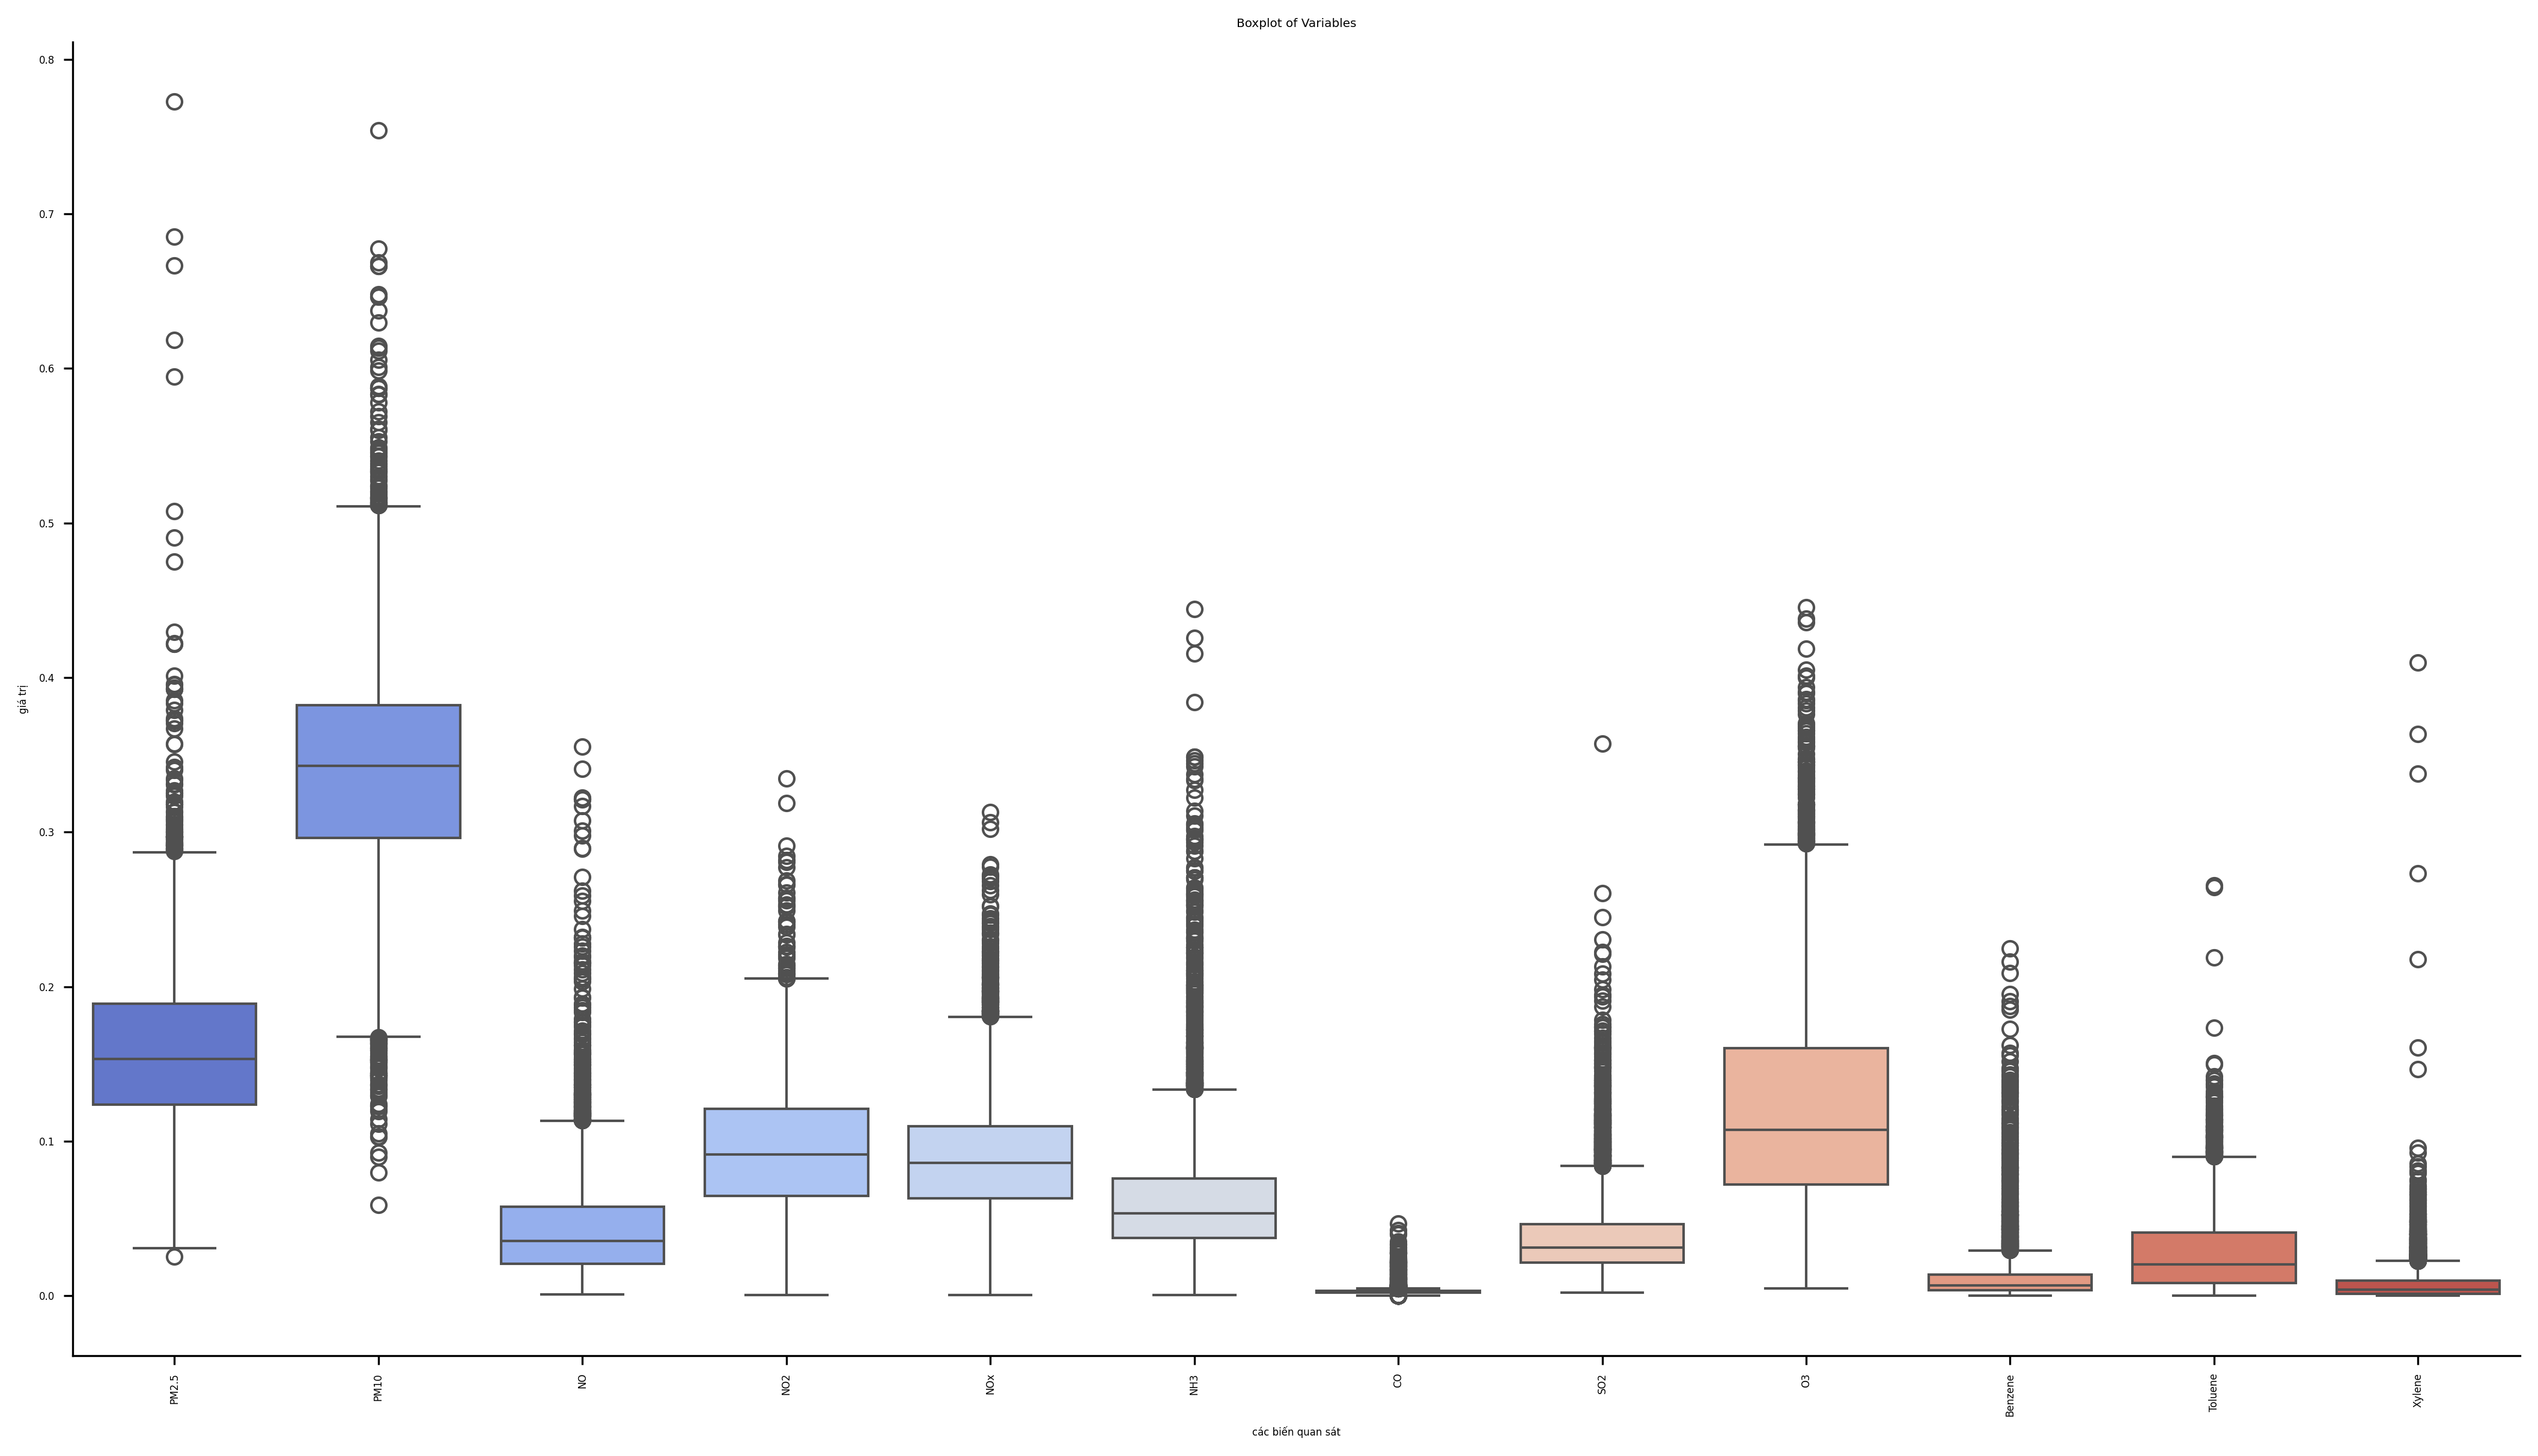 Boxplot of Variables
0.8
0.7
0.6
0.5
0.4
0.3
0.2
0.1
0.0
giá trị
PM2.5
PM10
NO
NO2
NOx
NH3
CO
SO2
O3
Benzene
Toluene
Xylene
các biến quan sát